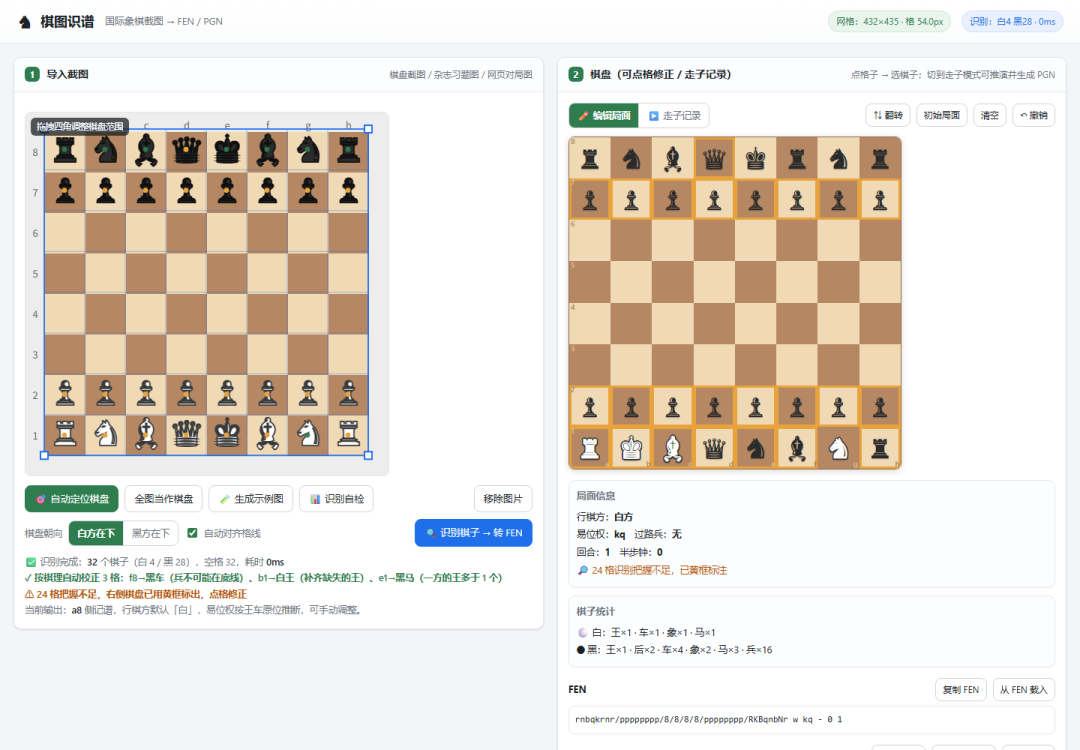 棋图识谱 国际象棋截图 → FEN / PGN
网格：432×435 · 格 54.0px 识别：白4 黑28 · 0ms
1 导入截图 棋盘截图 / 杂志习题图 / 网页对局图
拖拽四角调整棋盘范围
c d e f g h
8
7
6
5
4
3
2
1
自动定位棋盘 全图当作棋盘 生成示例图 识别自检 移除图片
棋盘朝向 白方在下 黑方在下 自动对齐格线 识别棋子 → 转 FEN
识别完成：32 个棋子（白 4 / 黑 28），空格 32，耗时 0ms
✓ 按棋理自动校正 3 格：f8→黑车（兵不可能在底线）、b1→白王（补齐缺失的王）、e1→黑马（一方的王多于 1 个）
⚠ 24 格把握不足，右侧棋盘已用黄框标出，点格修正
当前输出：a8 侧记谱，行棋方默认「白」，易位权按王车原位推断，可手动调整。
2 棋盘（可点格修正 / 走子记录） 点格子 → 选棋子；切到走子模式可推演并生成 PGN
编辑局面 走子记录 翻转 初始局面 清空 撤销
8
6
4
局面信息
行棋方：白方
易位权：kq 过路兵：无
回合：1 半步钟：0
24 格识别把握不足，已黄框标注
棋子统计
白：王×1 · 车×1 · 象×1 · 马×1
黑：王×1 · 后×2 · 车×4 · 象×2 · 马×3 · 兵×16
FEN 复制 FEN 从 FEN 载入
rnbqkrnr/pppppppp/8/8/8/8/pppppppp/RKBqnbNr w kq - 0 1